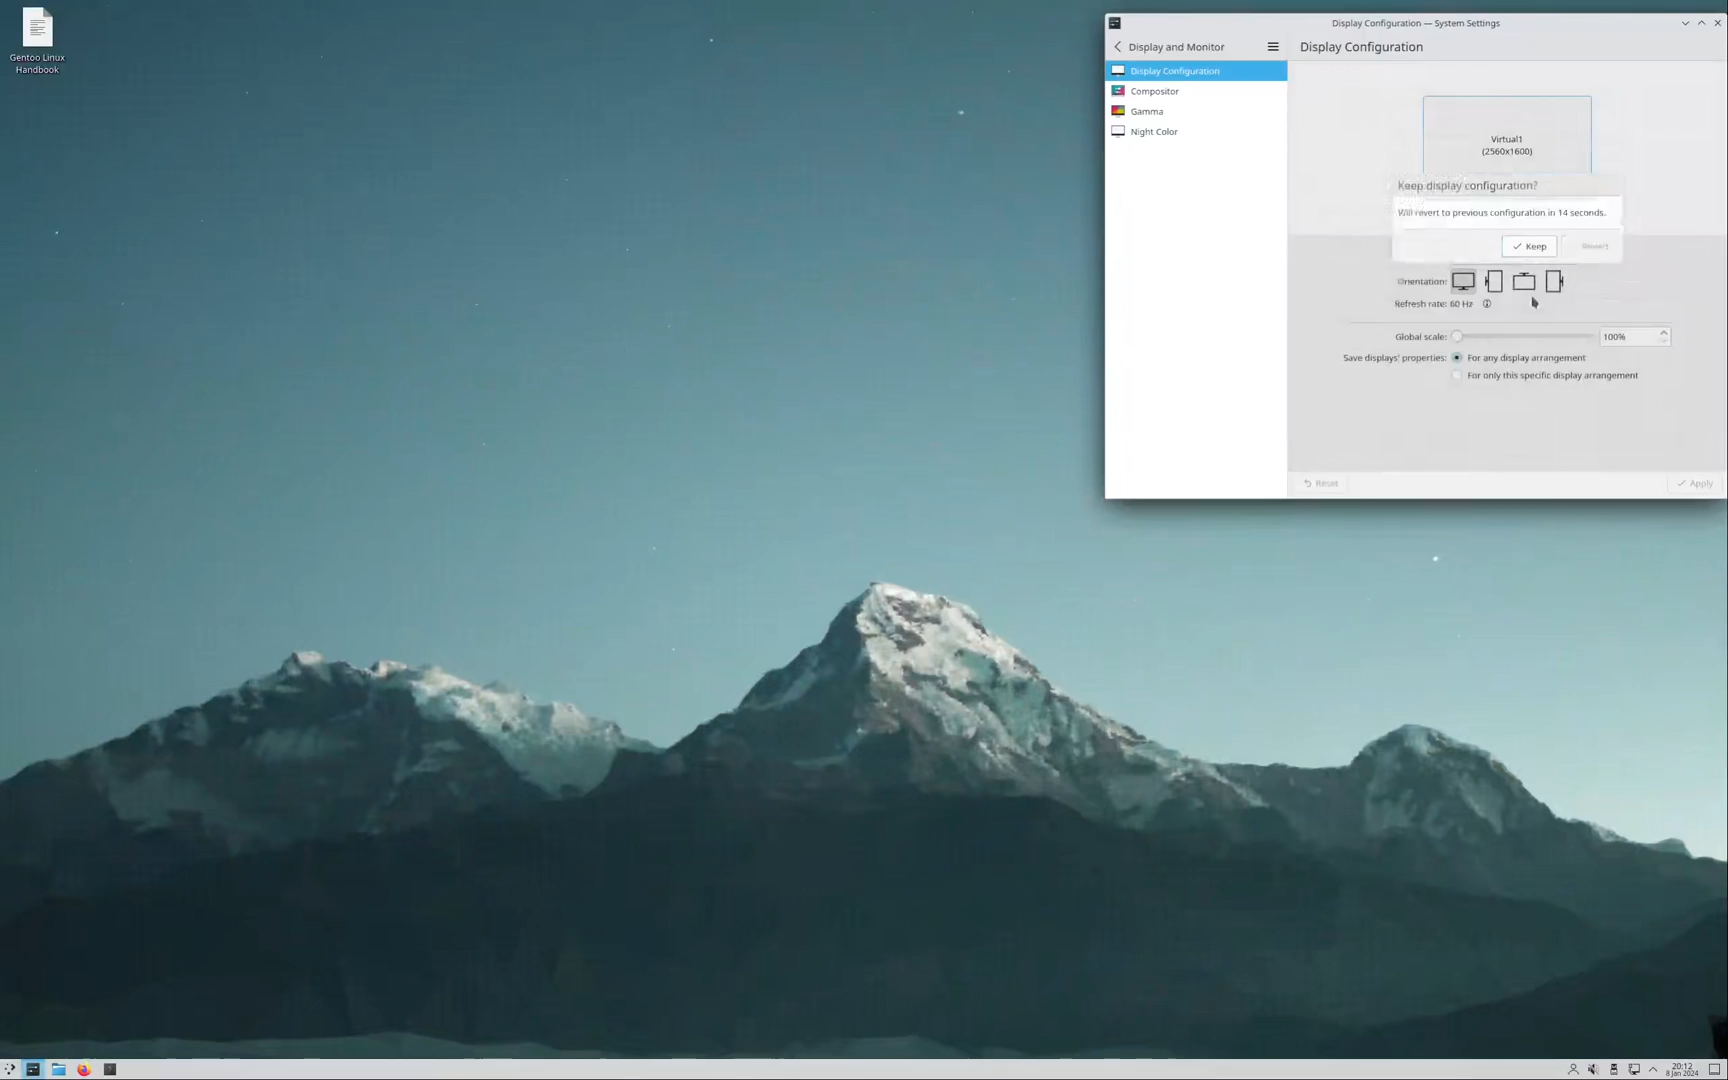 Gentoo Linux
Handbook
Display Configuration — System Settings
Display and Monitor
Display Configuration
Display Configuration
Compositor
Gamma
Night Color
Virtual1
(2560x1600)
Keep display configuration?
Will revert to previous configuration in 14 seconds.
Keep
Revert
Orientation:
Refresh rate: 60 Hz
Global scale:
100%
Save displays' properties:
For any display arrangement
For only this specific display arrangement
Reset
Apply
20:12
8 Jan 2024